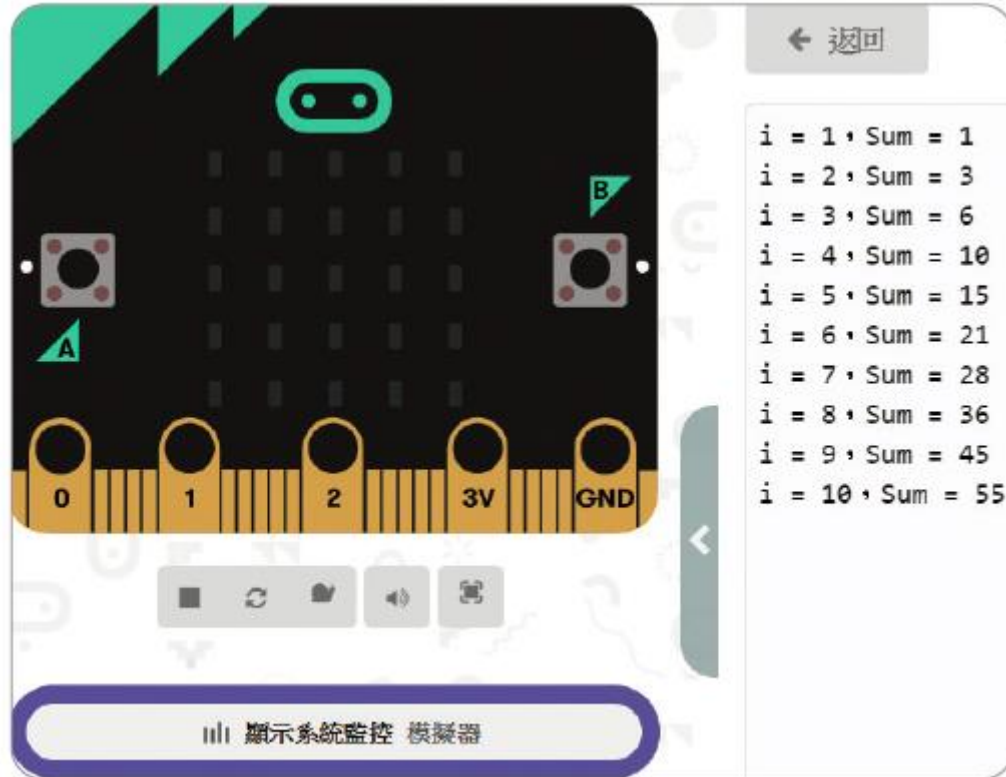 B
A
0 1 2 3V GND
顯示系統監控 模擬器
返回
i = 1，Sum = 1
i = 2，Sum = 3
i = 3，Sum = 6
i = 4，Sum = 10
i = 5，Sum = 15
i = 6，Sum = 21
i = 7，Sum = 28
i = 8，Sum = 36
i = 9，Sum = 45
i = 10，Sum = 55